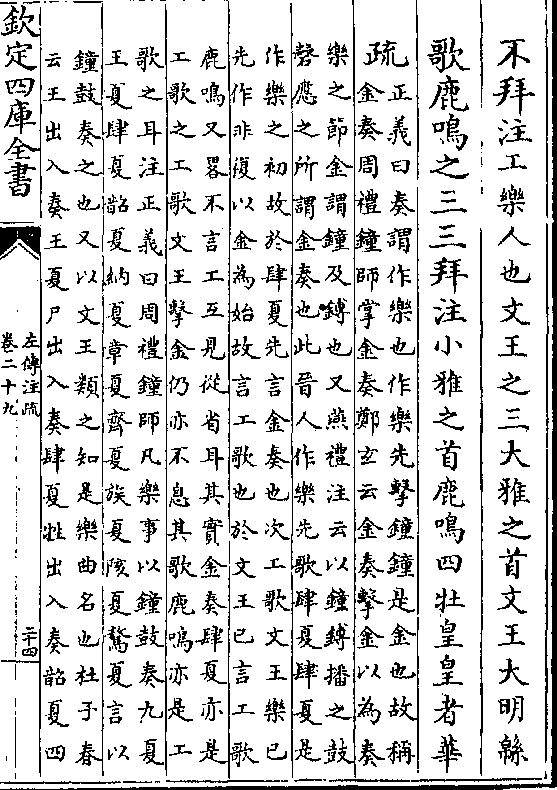 不拜注工樂人也文王之三大雅之首文王大明緜
歌鹿鳴之三三拜注小雅之首鹿鳴四牡皇皇者華
疏
正義曰奏謂作樂也作樂先擊鐘鐘是金也故稱
金奏周禮鐘師掌金奏鄭玄云金奏擊金以為奏
樂之節金謂鐘及鎛也又燕禮注云以鐘鎛播之鼓
磬應之所謂金奏也此晉人作樂先歌肆夏肆夏是
作樂之初故於肆夏先言金奏也次工歌文王樂已
先作非復以金為始故言工歌也於文王已言工歌
鹿鳴又畧不言工互見從省耳其實金奏肆夏亦是
工歌之工歌文王擊金仍亦不息其歌鹿鳴亦是工
歌之耳注正義曰周禮鐘師凡樂事以鐘鼓奏九夏
王夏肆夏韶夏納夏章夏齊夏族夏陔夏驁夏言以
鐘鼓奏之也又以文王類之知是樂曲名也杜子春
云王出入奏王夏尸出入奏肆夏牲出入奏韶夏四
欽定四庫全書
左傳注疏
卷二十九
二十四